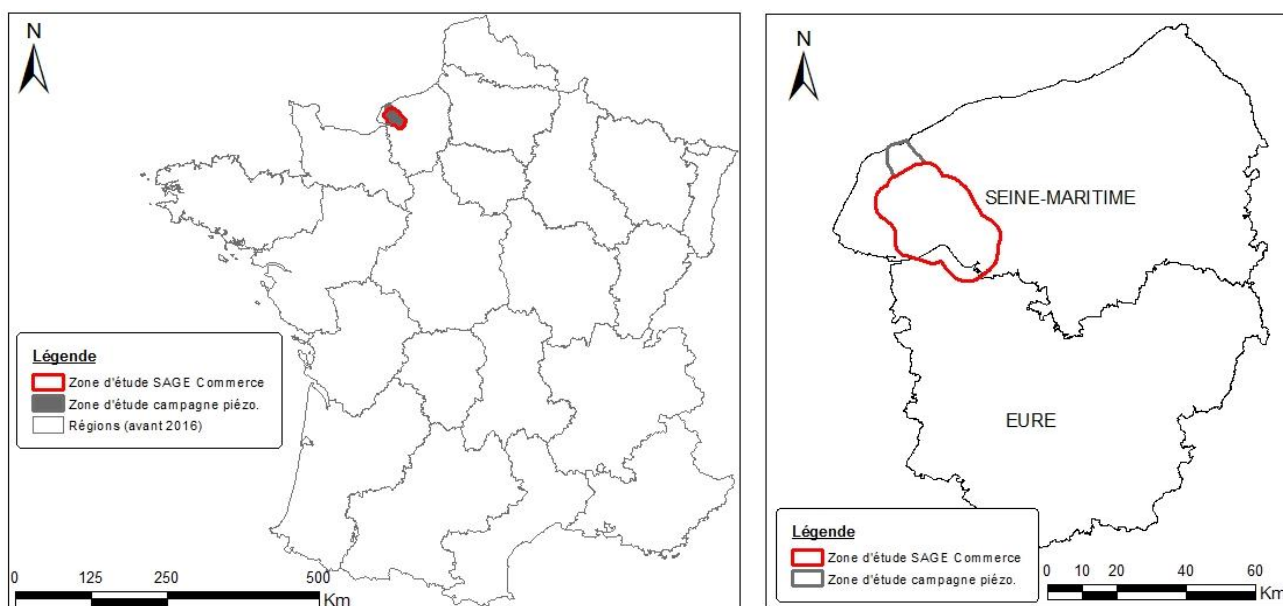 N
Légende
Zone d'étude SAGE Commerce
Zone d'étude campagne piézo.
Régions (avant 2016)
0 125 250 500
Km
N
SEINE-MARITIME
EURE
Légende
Zone d'étude SAGE Commerce
Zone d'étude campagne piézo.
0 10 20 40 60
Km